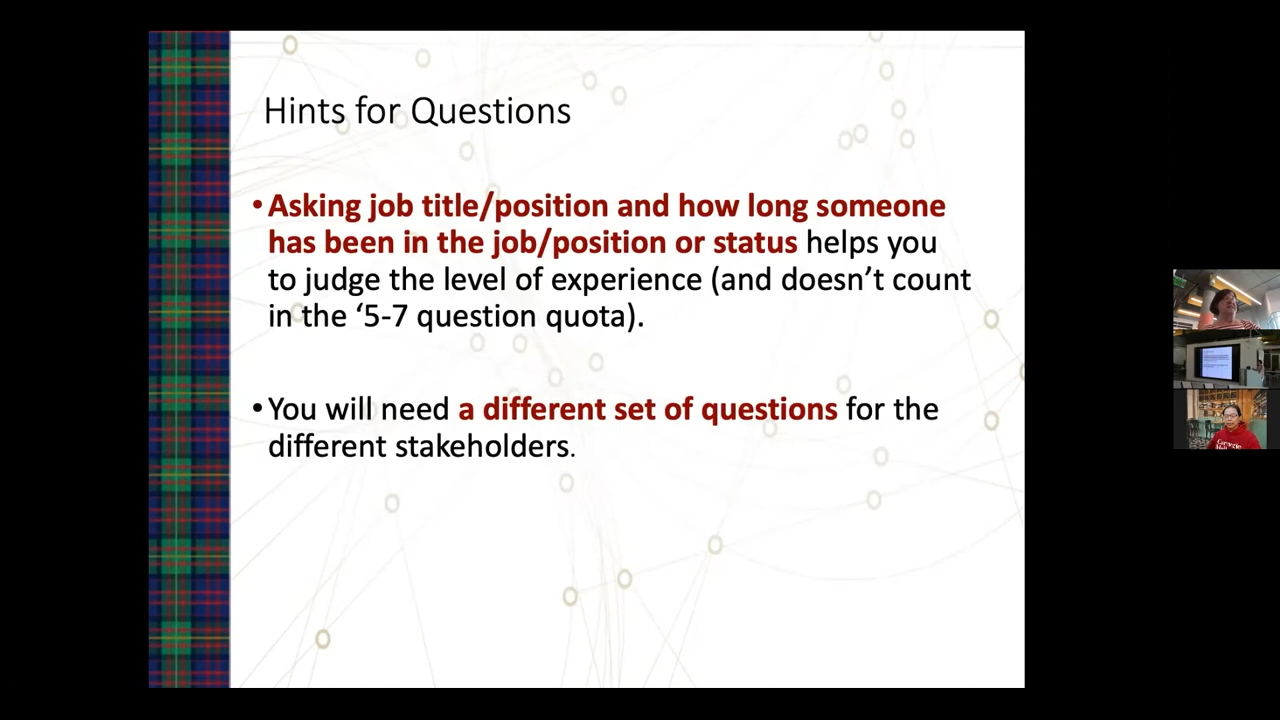 Hints for Questions
•Asking job title/position and how long someone
has been in the job/position or status helps you
to judge the level of experience (and doesn’t count
in the ‘5-7 question quota).
•You will need a different set of questions for the
different stakeholders.